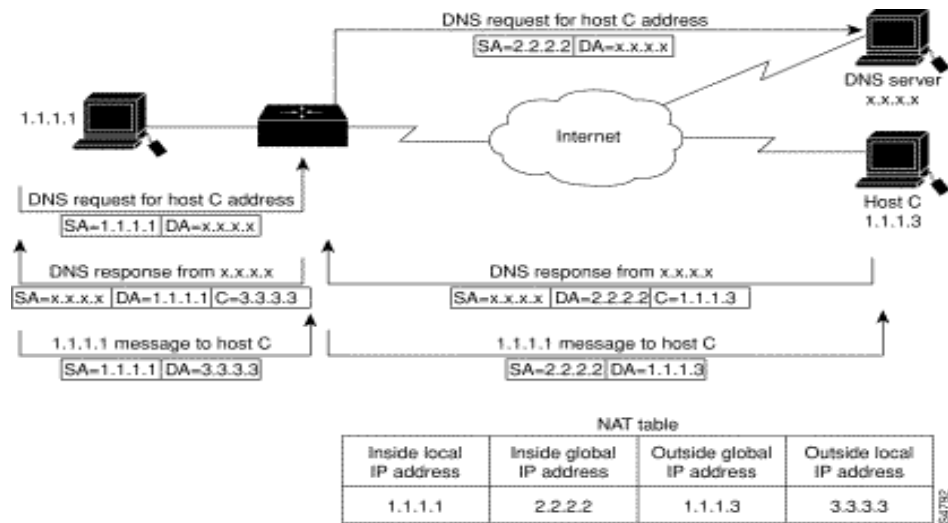 DNS request for host C address
SA=2.2.2.2 DA=x.x.x.x
DNS server
x.x.x.x
1.1.1.1
Internet
Host C
1.1.1.3
DNS request for host C address
SA=1.1.1.1 DA=x.x.x.x
DNS response from x.x.x.x
SA=x.x.x.x DA=1.1.1.1 C=3.3.3.3
DNS response from x.x.x.x
SA=x.x.x.x DA=2.2.2.2 C=1.1.1.3
1.1.1.1 message to host C
SA=1.1.1.1 DA=3.3.3.3
1.1.1.1 message to host C
SA=2.2.2.2 DA=1.1.1.3
NAT table
Inside local IP address
Inside global IP address
Outside global IP address
Outside local IP address
1.1.1.1 2.2.2.2 1.1.1.3 3.3.3.3